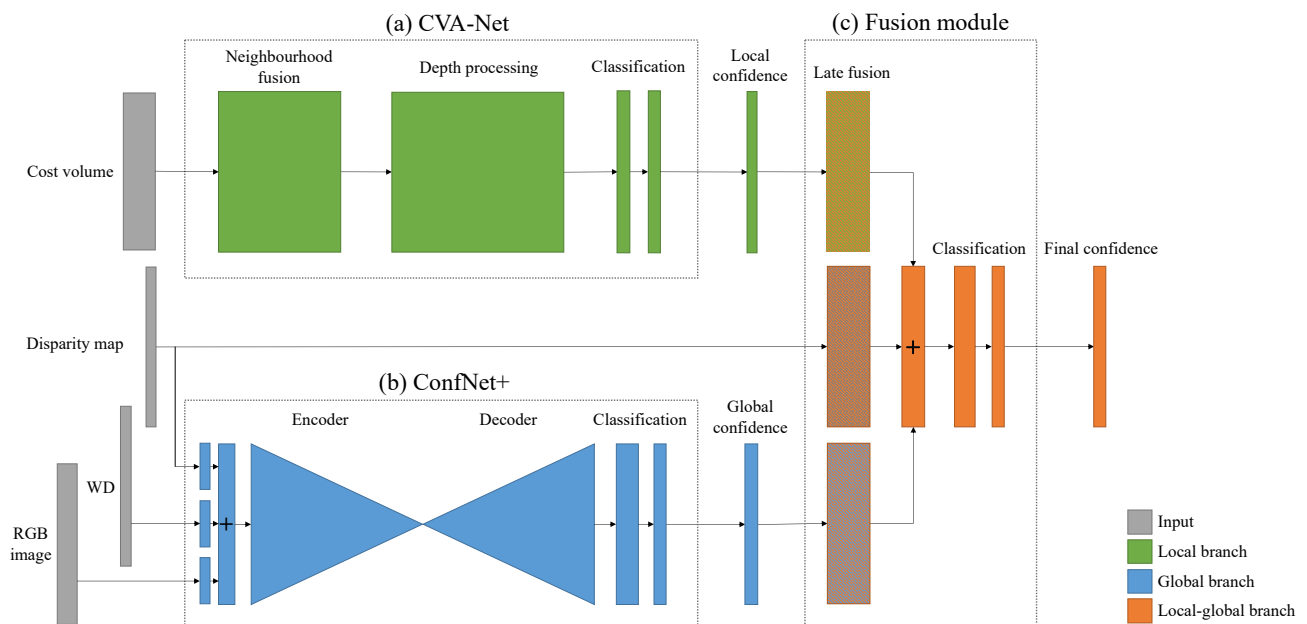 (a) CVA-Net
(c) Fusion module
Neighbourhood
fusion
Depth processing
Classification
Local
confidence
Late fusion
Cost volume
Classification
Final confidence
Disparity map
(b) ConfNet+
Encoder
Decoder
Classification
Global
confidence
+
+
WD
RGB
image
Input
Local branch
Global branch
Local-global branch